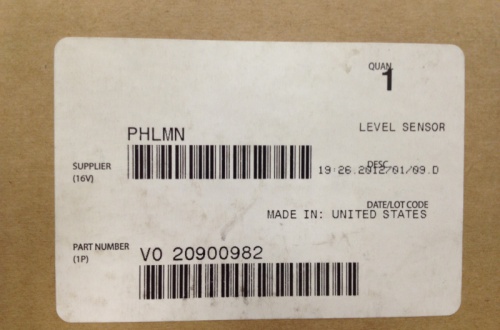 QUAN
1
PHLMN
LEVEL SENSOR
SUPPLIER
(16V)
DESC
19:26.2012/01/09.D
DATE/LOT CODE
MADE IN: UNITED STATES
PART NUMBER
(1P)
VO 20900982